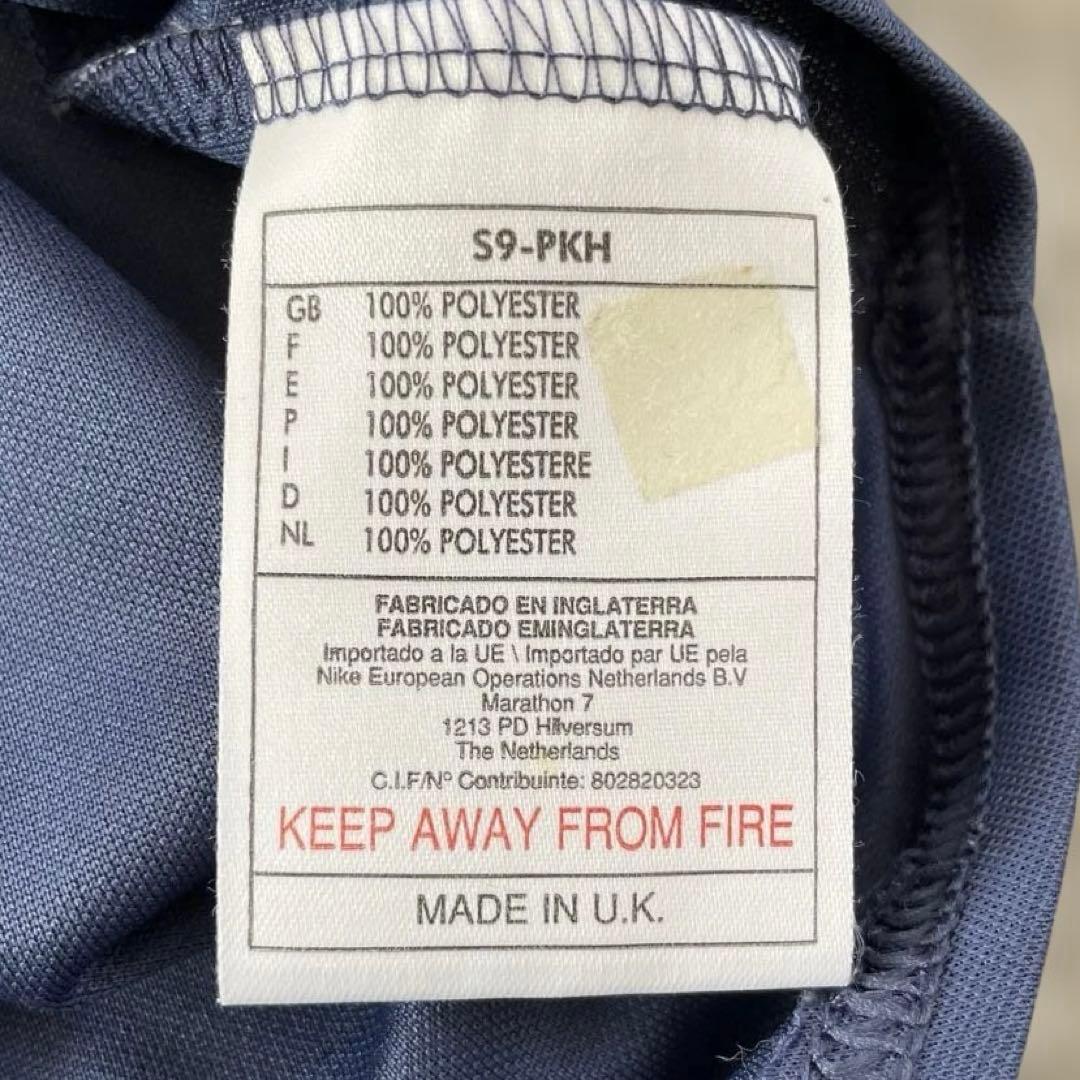 S9-PKH
GB 100% POLYESTER
F 100% POLYESTER
E 100% POLYESTER
P 100% POLYESTER
I 100% POLYESTERE
D 100% POLYESTER
NL 100% POLYESTER
FABRICADO EN INGLATERRA
FABRICADO EMINGLATERRA
Importado a la UE \ Importado par UE pela
Nike European Operations Netherlands B.V
Marathon 7
1213 PD Hilversum
The Netherlands
C.I.F/Nº Contribuinte: 802820323
KEEP AWAY FROM FIRE
MADE IN U.K.